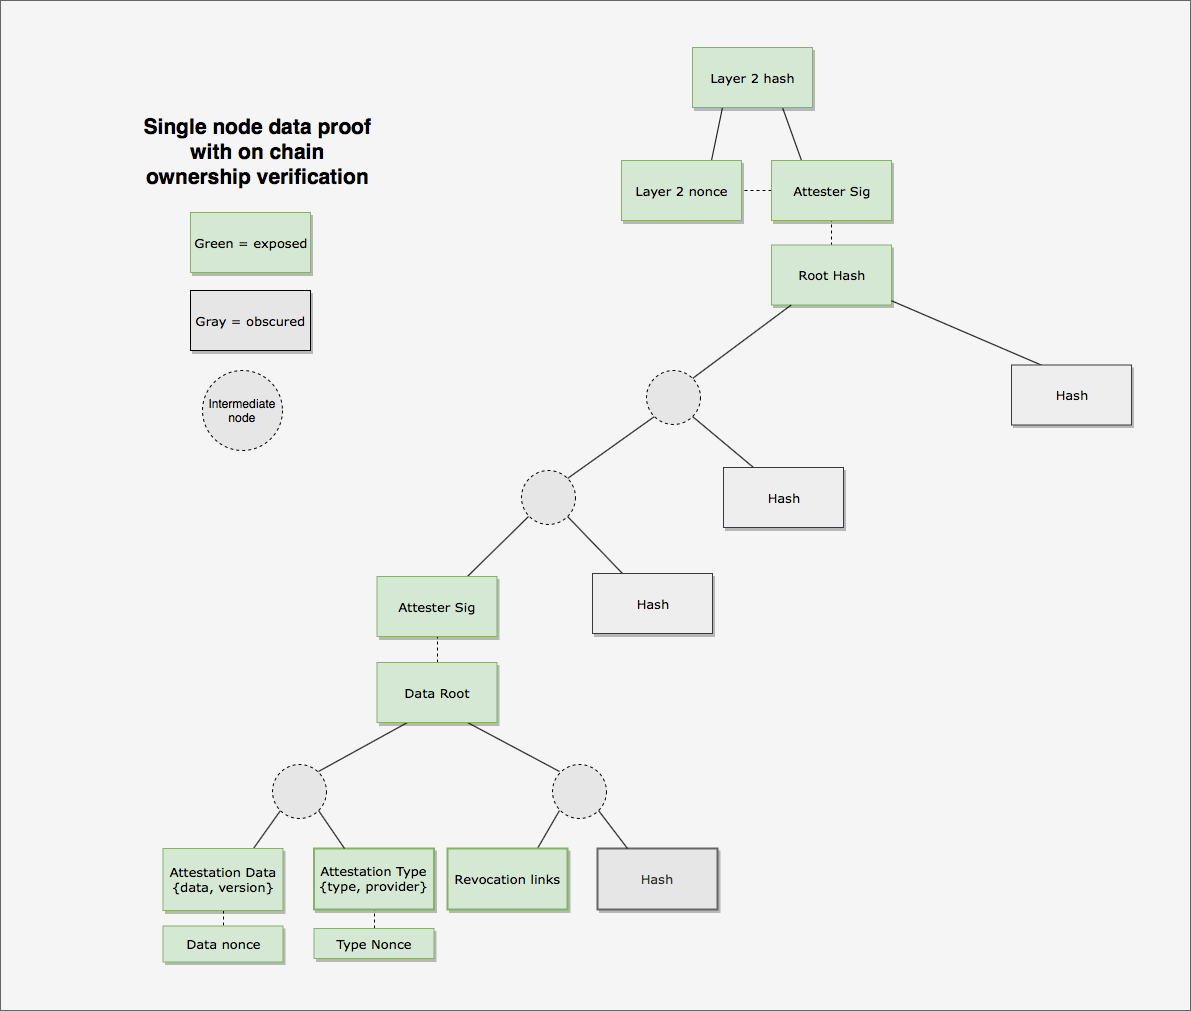 Single node data proof
with on chain
ownership verification
Green = exposed
Gray = obscured
Intermediate
node
Layer 2 hash
Layer 2 nonce
Attester Sig
Root Hash
Hash
Hash
Hash
Attester Sig
Data Root
Attestation Data
{data, version}
Attestation Type
{type, provider}
Revocation links
Hash
Data nonce
Type Nonce